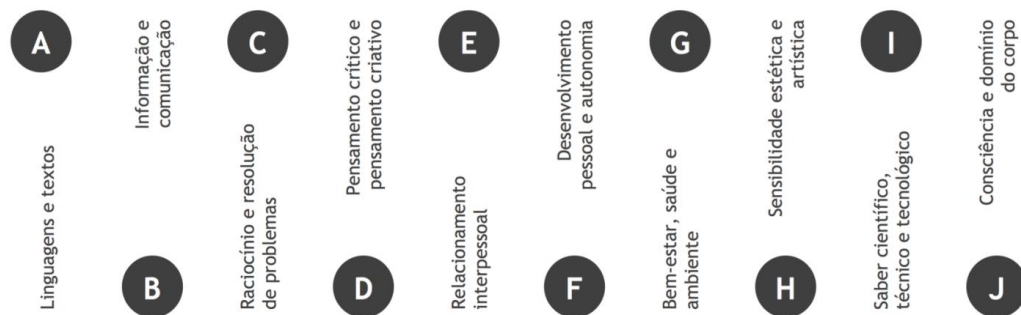 A
Linguagens e textos
Informação e
comunicação
B
C
Raciocínio e resolução
de problemas
Pensamento crítico e
pensamento criativo
D
E
Relacionamento
interpessoal
Desenvolvimento
pessoal e autonomia
F
G
Bem-estar, saúde e
ambiente
Sensibilidade estética e
artística
H
I
Saber científico,
técnico e tecnológico
Consciência e domínio
do corpo
J